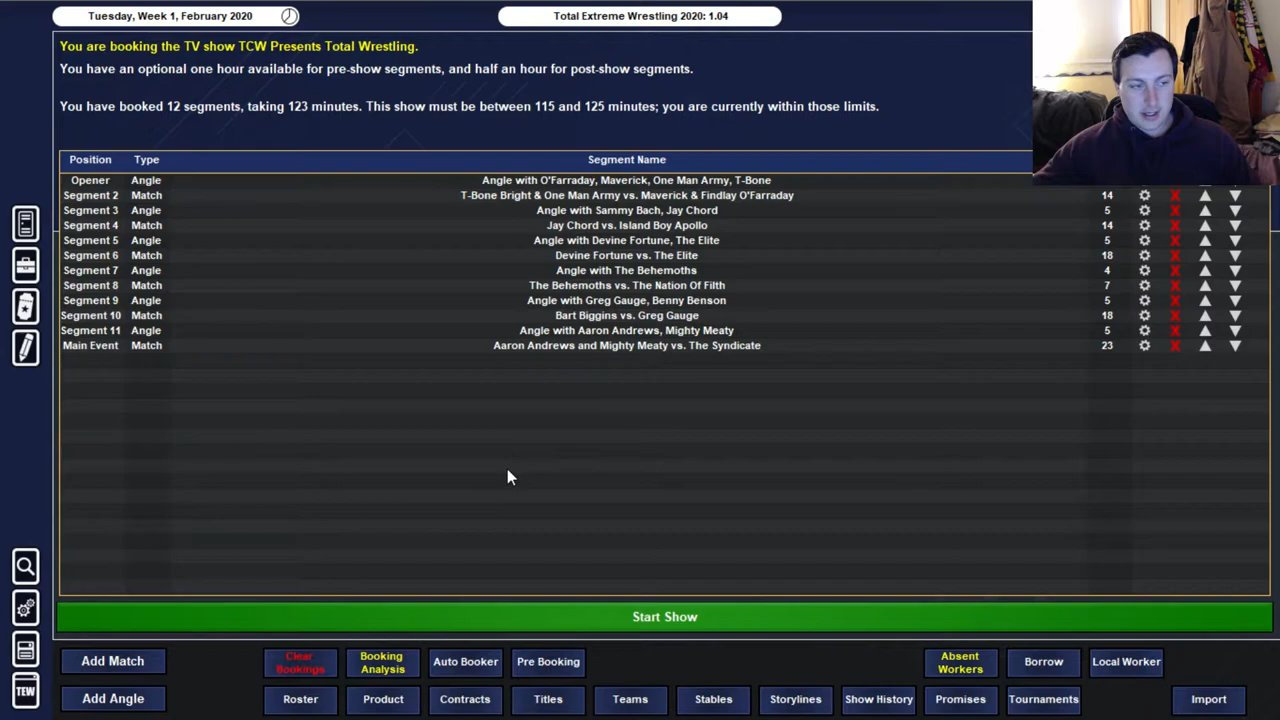 Tuesday, Week 1, February 2020
Total Extreme Wrestling 2020: 1.04
You are booking the TV show TCW Presents Total Wrestling.
You have an optional one hour available for pre-show segments, and half an hour for post-show segments.
You have booked 12 segments, taking 123 minutes. This show must be between 115 and 125 minutes; you are currently within those limits.
Position Type Segment Name
Opener Angle Angle with O'Farraday, Maverick, One Man Army, T-Bone
Segment 2 Match T-Bone Bright & One Man Army vs. Maverick & Findlay O'Farraday 14 X
Segment 3 Angle Angle with Sammy Bach, Jay Chord 5 X
Segment 4 Match Jay Chord vs. Island Boy Apollo 14 X
Segment 5 Angle Angle with Devine Fortune, The Elite 5 X
Segment 6 Match Devine Fortune vs. The Elite 18 X
Segment 7 Angle Angle with The Behemoths 4 X
Segment 8 Match The Behemoths vs. The Nation Of Filth 7 X
Segment 9 Angle Angle with Greg Gauge, Benny Benson 5 X
Segment 10 Match Bart Biggins vs. Greg Gauge 18 X
Segment 11 Angle Angle with Aaron Andrews, Mighty Meaty 5 X
Main Event Match Aaron Andrews and Mighty Meaty vs. The Syndicate 23 X
Start Show
Add Match Clear Bookings Booking Analysis Auto Booker Pre Booking Absent Workers Borrow Local Worker
TEW Add Angle Roster Product Contracts Titles Teams Stables Storylines Show History Promises Tournaments Import